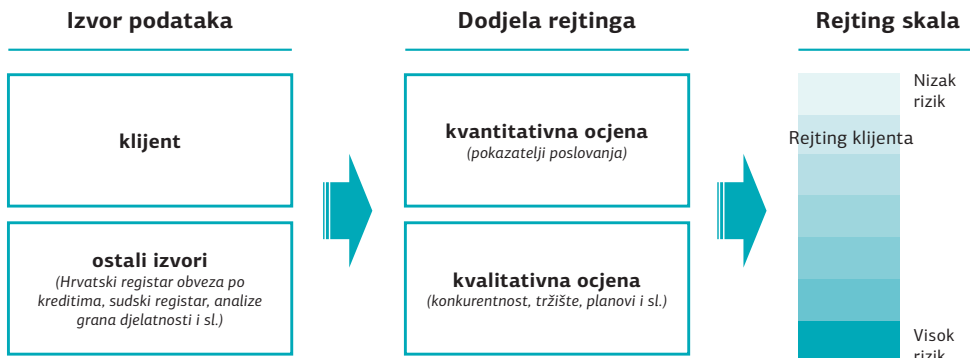 Izvor podataka
klijent
ostali izvori
(Hrvatski registar obveza po
kreditima, sudski registar, analize
grana djelatnosti i sl.)
Dodjela rejtinga
kvantitativna ocjena
(pokazatelji poslovanja)
kvalitativna ocjena
(konkurentnost, tržište, planovi i sl.)
Rejting skala
Nizak
rizik
Rejting klijenta
Visok
rizik